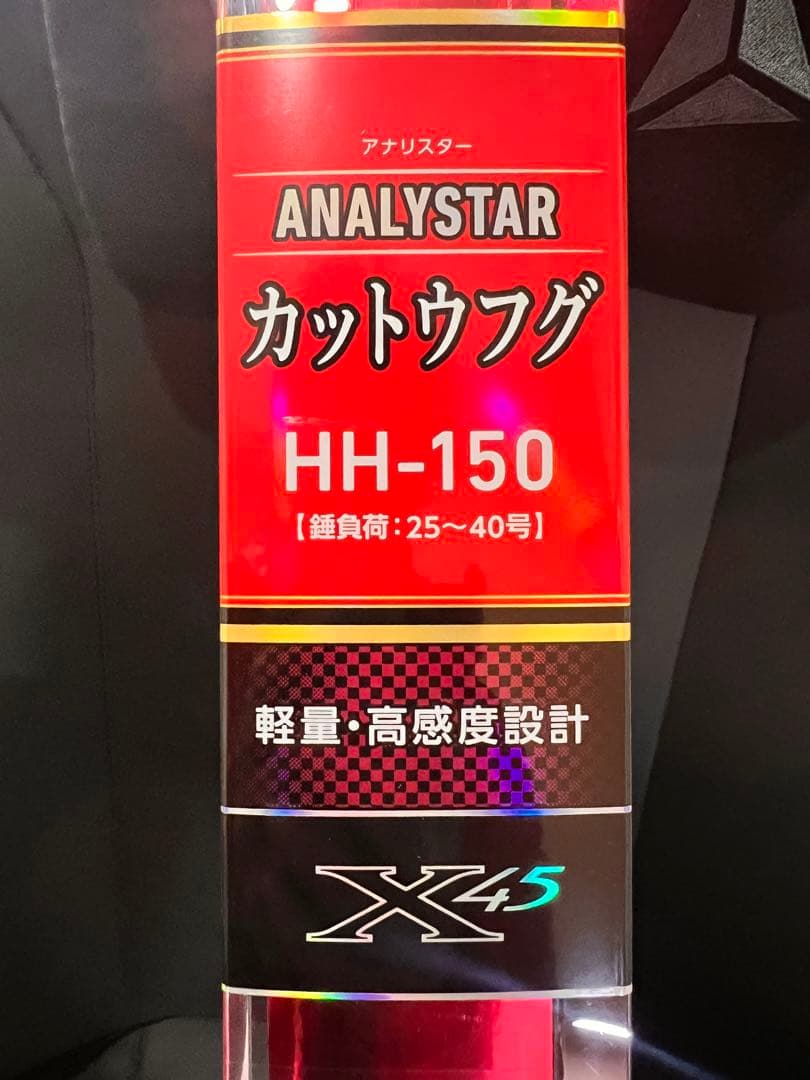 アナリスター
ANALYSTAR
カットウフグ
HH-150
【錘負荷:25～40号】
軽量・高感度設計
X45